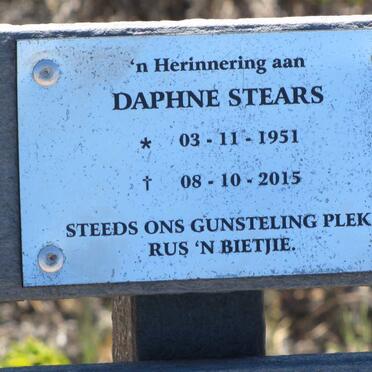 'n Herinnering aan
DAPHNE STEARS
* 03 - 11 - 1951
† 08 - 10 - 2015
STEEDS ONS GUNSTELING PLEK
RUS 'N BIETJIE.